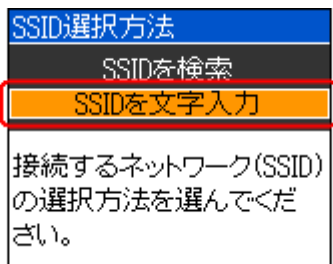 SSID選択方法
SSIDを検索
SSIDを文字入力
接続するネットワーク(SSID)
の選択方法を選んでくだ
さい。